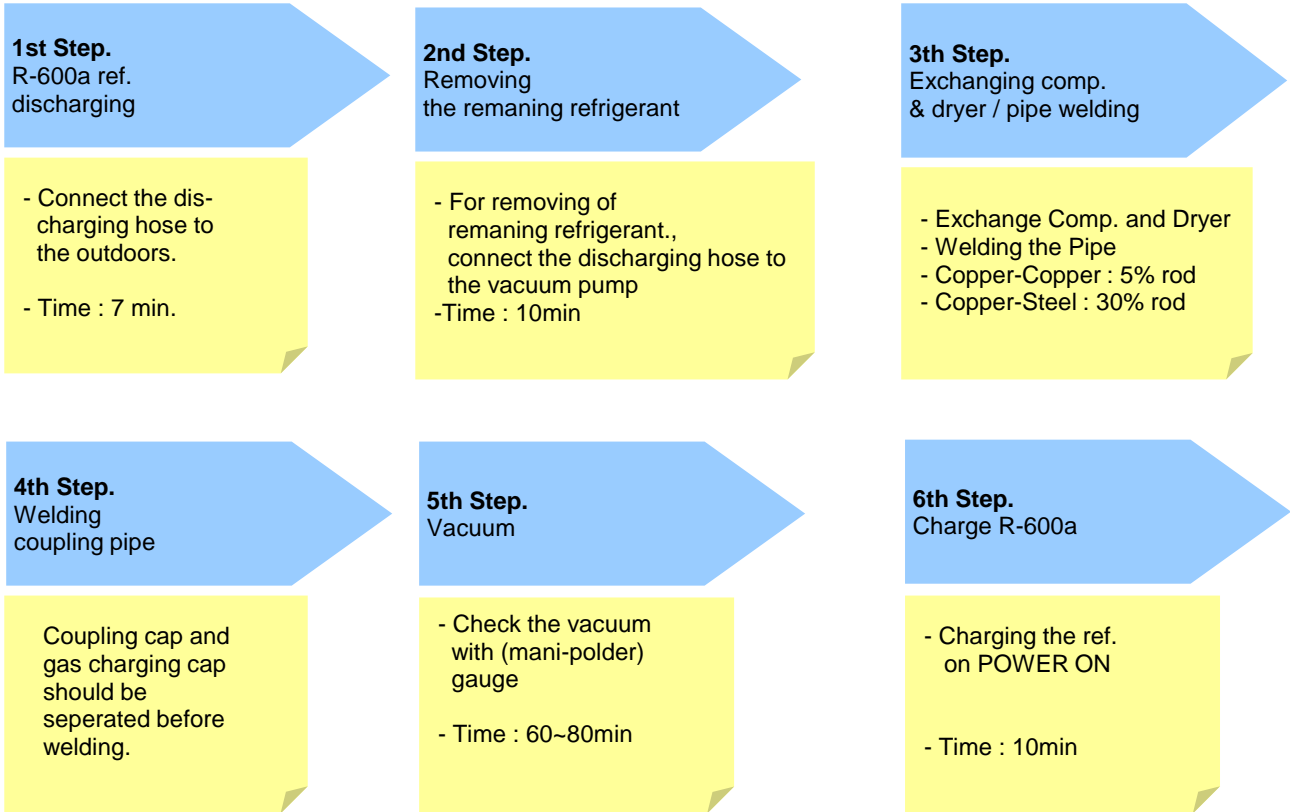 1st Step.
R-600a ref.
discharging
- Connect the dis-
charging hose to
the outdoors.
- Time : 7 min.
2nd Step.
Removing
the remaning refrigerant
- For removing of
remaning refrigerant.,
connect the discharging hose to
the vacuum pump
-Time : 10min
3th Step.
Exchanging comp.
& dryer / pipe welding
- Exchange Comp. and Dryer
- Welding the Pipe
- Copper-Copper : 5% rod
- Copper-Steel : 30% rod
4th Step.
Welding
coupling pipe
Coupling cap and
gas charging cap
should be
seperated before
welding.
5th Step.
Vacuum
- Check the vacuum
with (mani-polder)
gauge
- Time : 60~80min
6th Step.
Charge R-600a
- Charging the ref.
on POWER ON
- Time : 10min